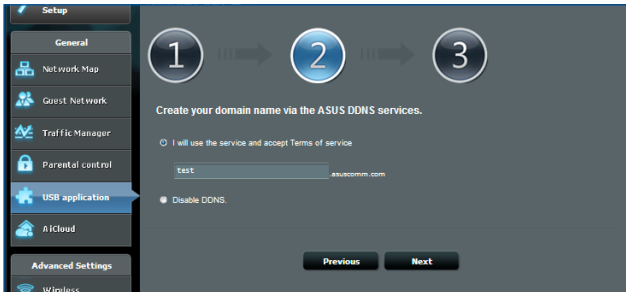 Setup
General
Network Map
Guest Network
Traffic Manager
Parental control
USB application
AiCloud
Advanced Settings
Wireless
1
2
3
Create your domain name via the ASUS DDNS services.
I will use the service and accept Terms of service
test .asuscomm.com
Disable DDNS.
Previous Next